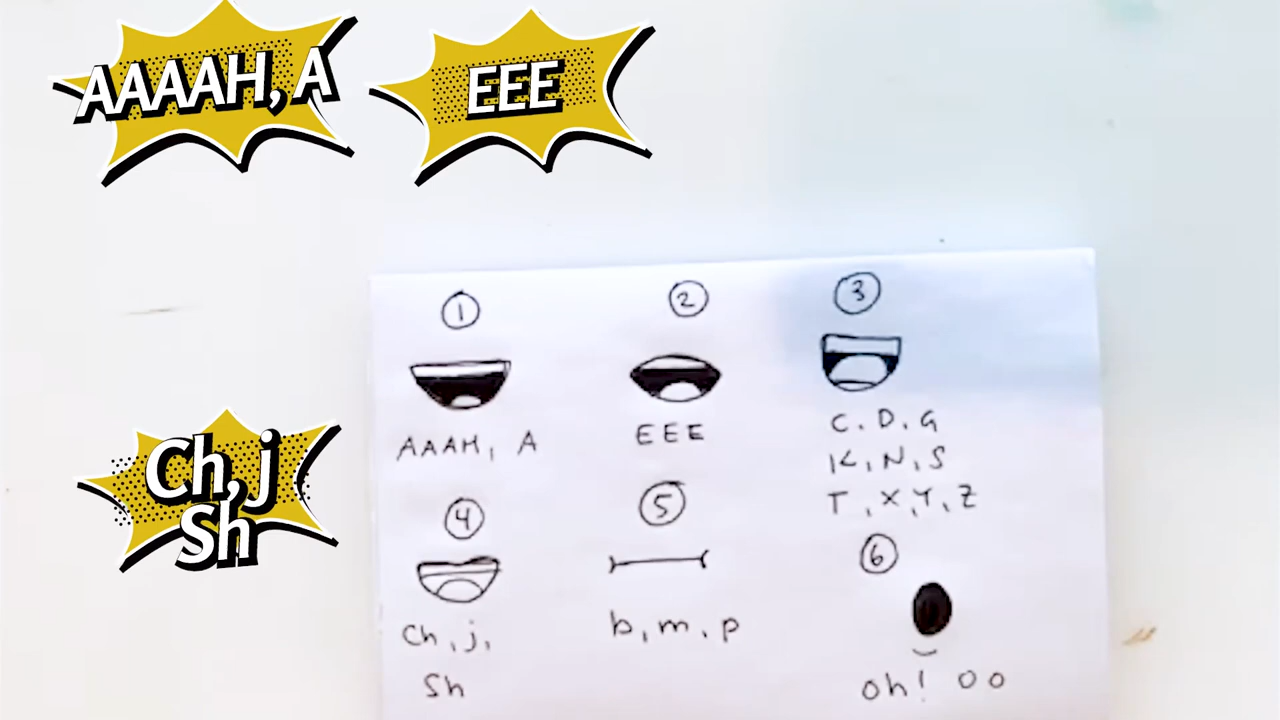 AAAAH, A
EEE
Ch, j
Sh
1
2
3
AAAH, A
EEE
C, D, G
K, N, S
T, X, Y, Z
4
5
6
Ch, j,
Sh
b, m, p
oh! oo